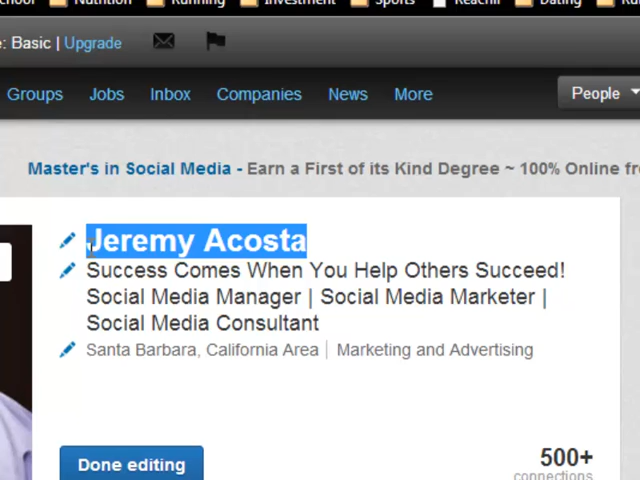 Nutrition Running Investment Sports Dating
: Basic | Upgrade
Groups Jobs Inbox Companies News More People
Master's in Social Media - Earn a First of its Kind Degree ~ 100% Online
Jeremy Acosta
Success Comes When You Help Others Succeed!
Social Media Manager | Social Media Marketer |
Social Media Consultant
Santa Barbara, California Area | Marketing and Advertising
Done editing
500+
connections